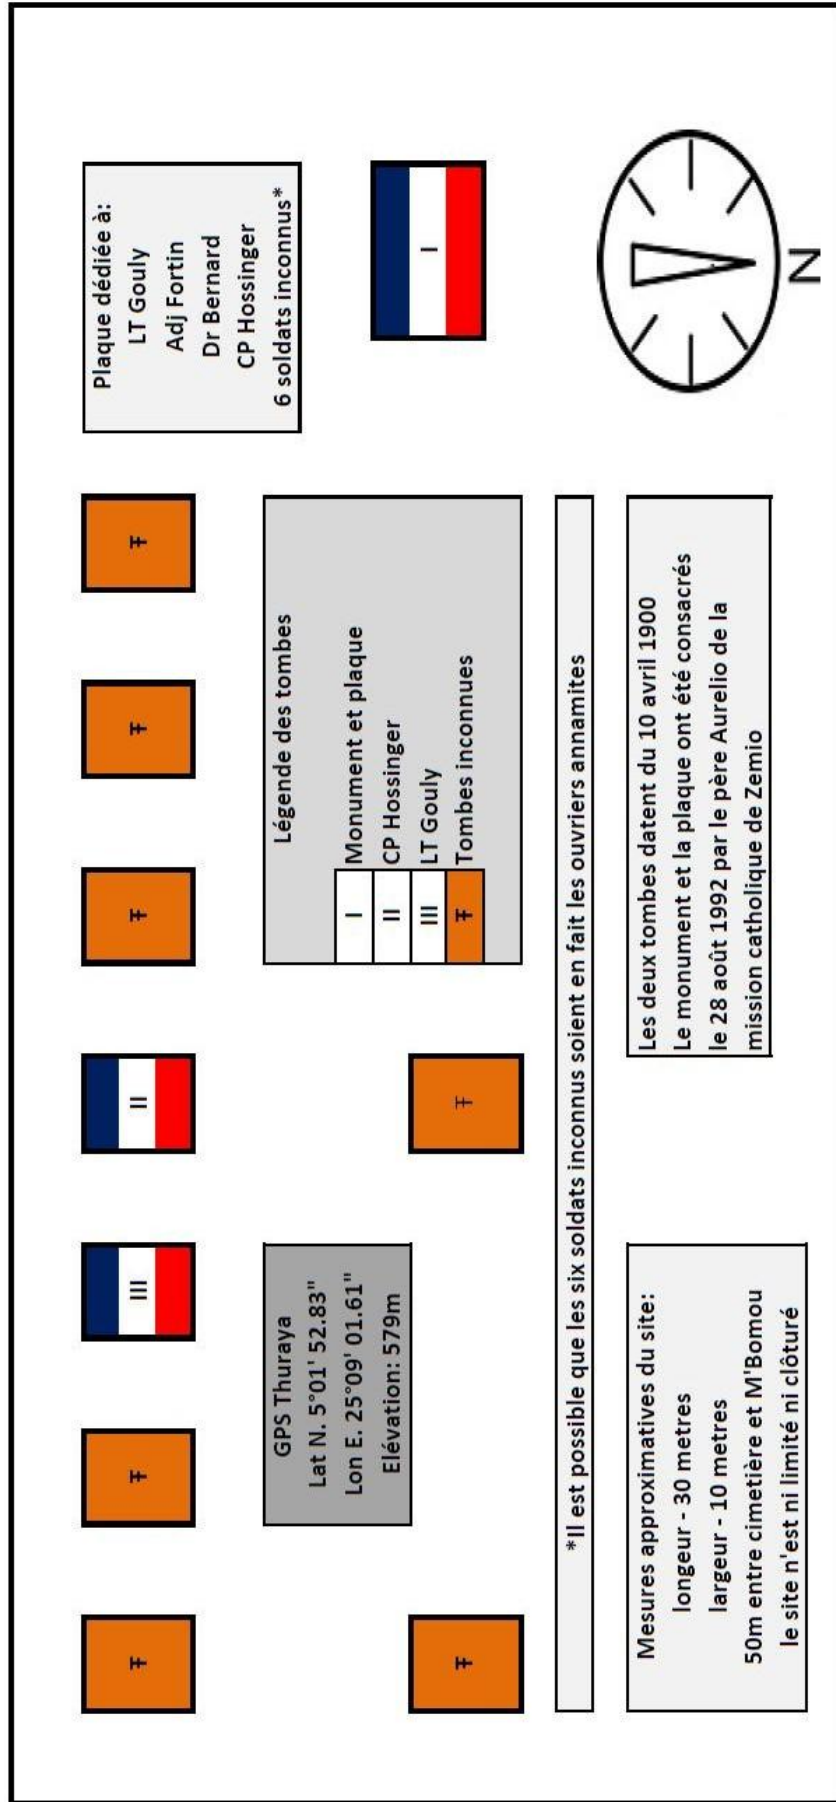 Ŧ
Ŧ
III
II
Ŧ
Ŧ
Ŧ
Plaque dédiée à:
LT Gouly
Adj Fortin
Dr Bernard
CP Hossinger
6 soldats inconnus*
GPS Thuraya
Lat N. 5°01' 52.83"
Lon E. 25°09' 01.61"
Elévation: 579m
Légende des tombes
I Monument et plaque
II CP Hossinger
III LT Gouly
Ŧ Tombes inconnues
I
Ŧ
Ŧ
*Il est possible que les six soldats inconnus soient en fait les ouvriers annamites
Mesures approximatives du site:
longeur - 30 metres
largeur - 10 metres
50m entre cimetière et M'Bomou
le site n'est ni limité ni clôturé
Les deux tombes datent du 10 avril 1900
Le monument et la plaque ont été consacrés
le 28 août 1992 par le père Aurelio de la
mission catholique de Zemio
N